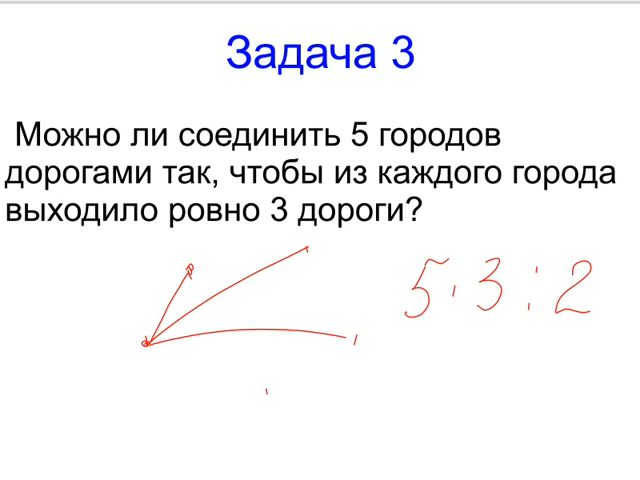 Задача 3
Можно ли соединить 5 городов
дорогами так, чтобы из каждого города
выходило ровно 3 дороги?
5 · 3 : 2